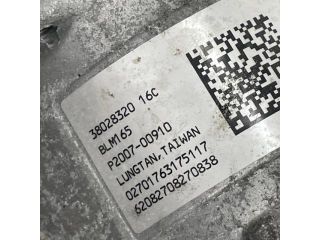 38028320 16C
BLM165
P2007-00910
LUNGTAN, TAIWAN
02701763175117
62082708270838